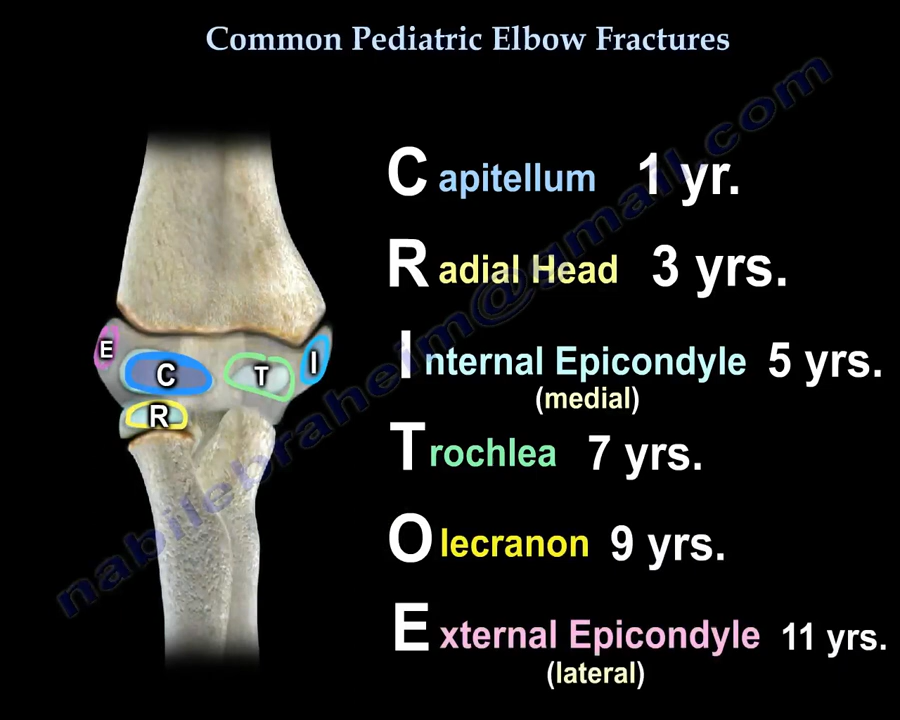 Common Pediatric Elbow Fractures
Capitellum 1 yr.
Radial Head 3 yrs.
Internal Epicondyle 5 yrs.
(medial)
Trochlea 7 yrs.
Olecranon 9 yrs.
External Epicondyle 11 yrs.
(lateral)
E
C
T
I
R
nabilebraheim@gmail.com